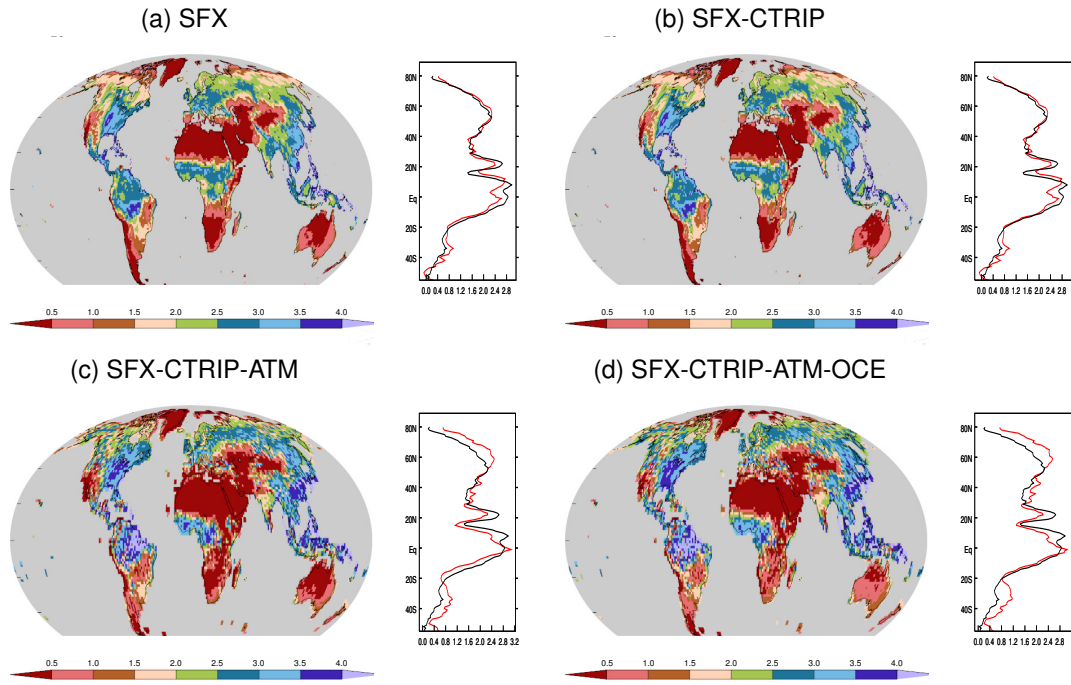 (a) SFX
(b) SFX-CTRIP
80N
60N
40N
20N
Eq
20S
40S
0.0 0.4 0.8 1.2 1.6 2.0 2.4 2.8
80N
60N
40N
20N
Eq
20S
40S
0.0 0.4 0.8 1.2 1.6 2.0 2.4 2.8
0.5 1.0 1.5 2.0 2.5 3.0 3.5 4.0
0.5 1.0 1.5 2.0 2.5 3.0 3.5 4.0
(c) SFX-CTRIP-ATM
(d) SFX-CTRIP-ATM-OCE
80N
60N
40N
20N
Eq
20S
40S
0.0 0.4 0.8 1.2 1.6 2.0 2.4 2.8 3.2
80N
60N
40N
20N
Eq
20S
40S
0.0 0.4 0.8 1.2 1.6 2.0 2.4 2.8
0.5 1.0 1.5 2.0 2.5 3.0 3.5 4.0
0.5 1.0 1.5 2.0 2.5 3.0 3.5 4.0